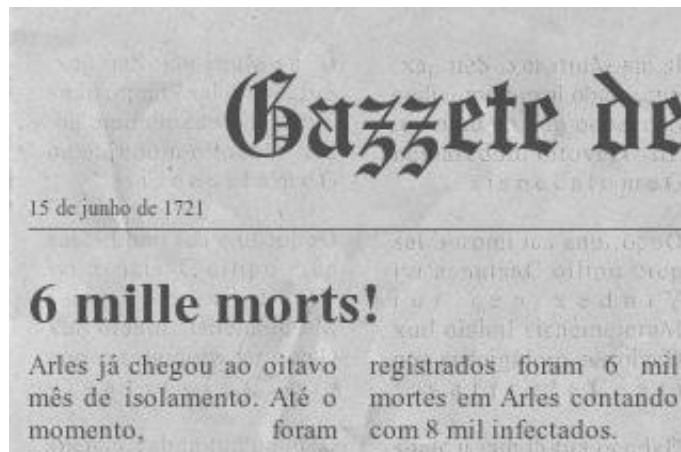 Gazzete de
15 de junho de 1721
6 mille morts!
Arles já chegou ao oitavo
mês de isolamento. Até o
momento, foram
registrados foram 6 mil
mortes em Arles contando
com 8 mil infectados.